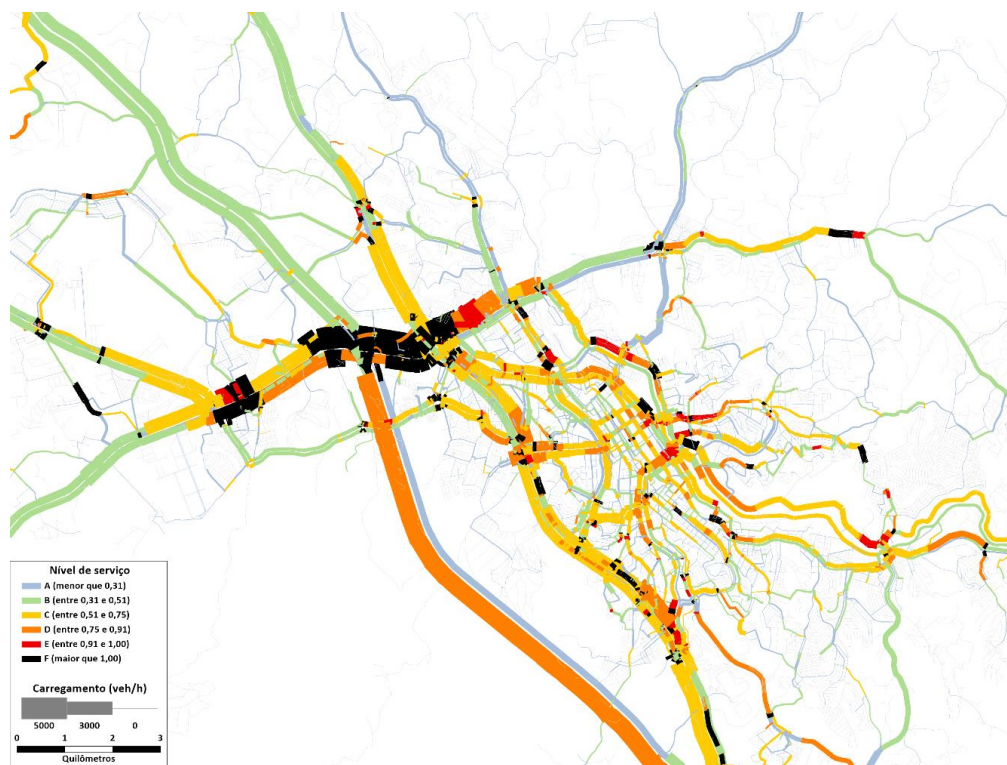 Nível de serviço
A (menor que 0,31)
B (entre 0,31 e 0,51)
C (entre 0,51 e 0,75)
D (entre 0,75 e 0,91)
E (entre 0,91 e 1,00)
F (maior que 1,00)
Carregamento (veh/h)
5000 3000 0
0 1 2 3
Quilômetros